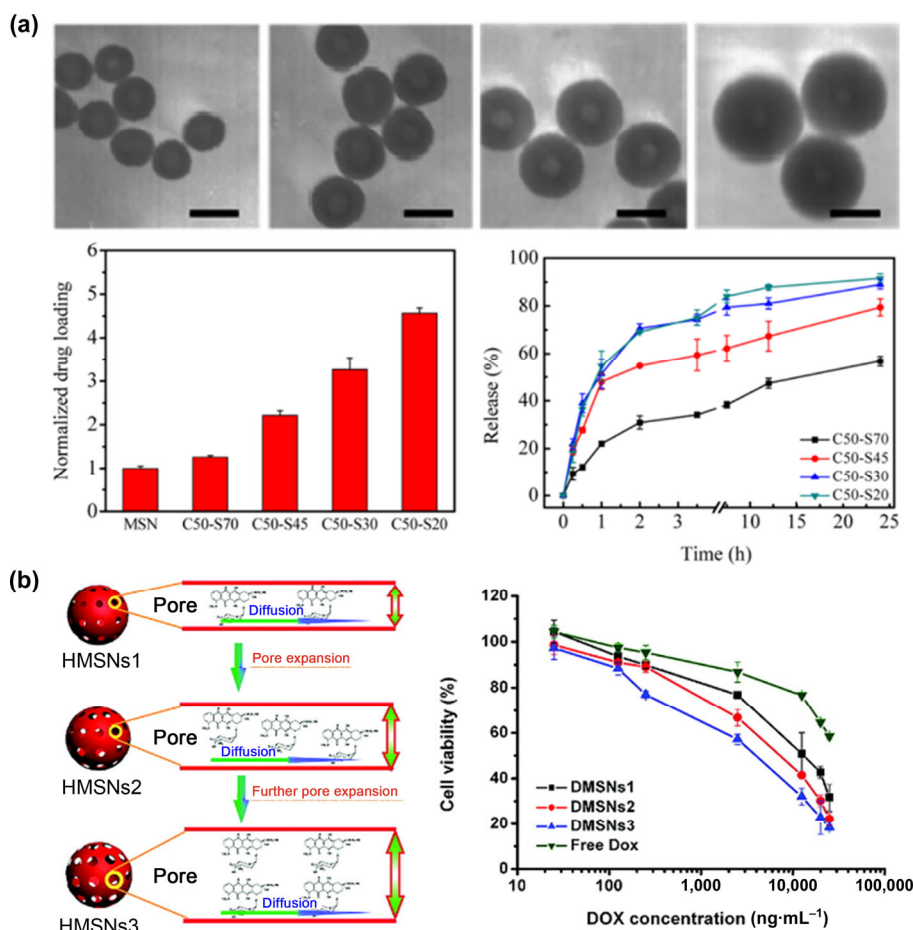 (a)
Normalized drug loading
6
5
4
3
2
1
0
MSN C50-S70 C50-S45 C50-S30 C50-S20
Release (%)
100
80
60
40
20
0
C50-S70
C50-S45
C50-S30
C50-S20
0 1 2 3 5 10 15 20 25
Time (h)
(b)
HMSNs1
Pore
Diffusion
Pore expansion
HMSNs2
Pore
Diffusion
Further pore expansion
HMSNs3
Pore
Diffusion
Cell viability (%)
120
100
80
60
40
20
0
DMSNs1
DMSNs2
DMSNs3
Free Dox
10 100 1,000 10,000 100,000
DOX concentration (ng·mL⁻¹)